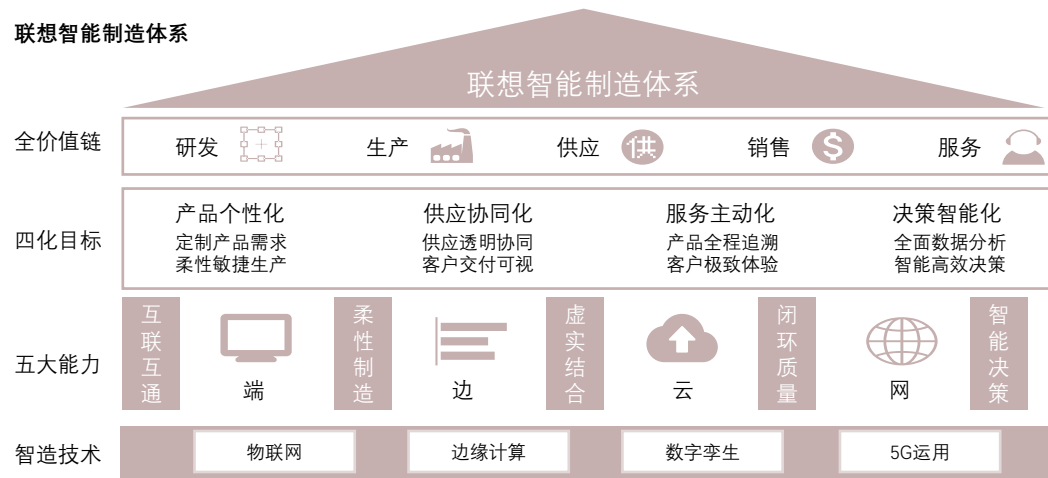 联想智能制造体系
联想智能制造体系
全价值链
研发
生产
供应
供
销售
$
服务
四化目标
产品个性化
定制产品需求
柔性敏捷生产
供应协同化
供应透明协同
客户交付可视
服务主动化
产品全程追溯
客户极致体验
决策智能化
全面数据分析
智能高效决策
五大能力
互联互通
端
柔性制造
边
虚实结合
云
闭环质量
网
智能决策
智造技术
物联网
边缘计算
数字孪生
5G运用